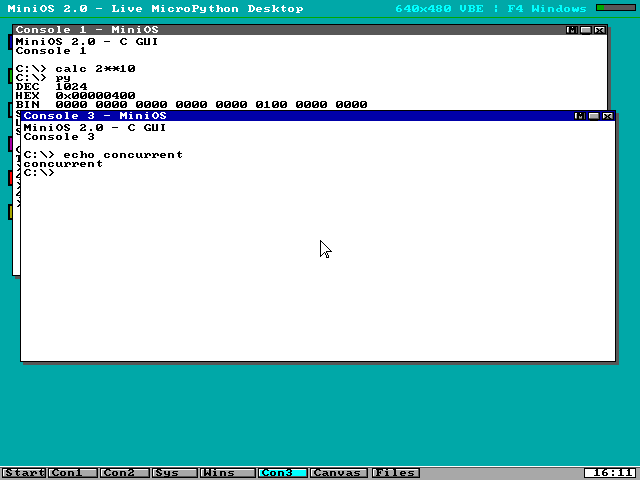 MiniOS 2.0 - Live MicroPython Desktop
640x480 VBE | F4 Windows
Console 1 - MiniOS
MiniOS 2.0 - C GUI
Console 1
C:\> calc 2**10
C:\> py
DEC  1024
HEX  0x00000400
BIN  0000 0000 0000 0000 0000 0100 0000 0000
Console 3 - MiniOS
MiniOS 2.0 - C GUI
Console 3
C:\> echo concurrent
concurrent
C:\>
Start Con1 Con2 Sys Wins Con3 Canvas Files 16:11